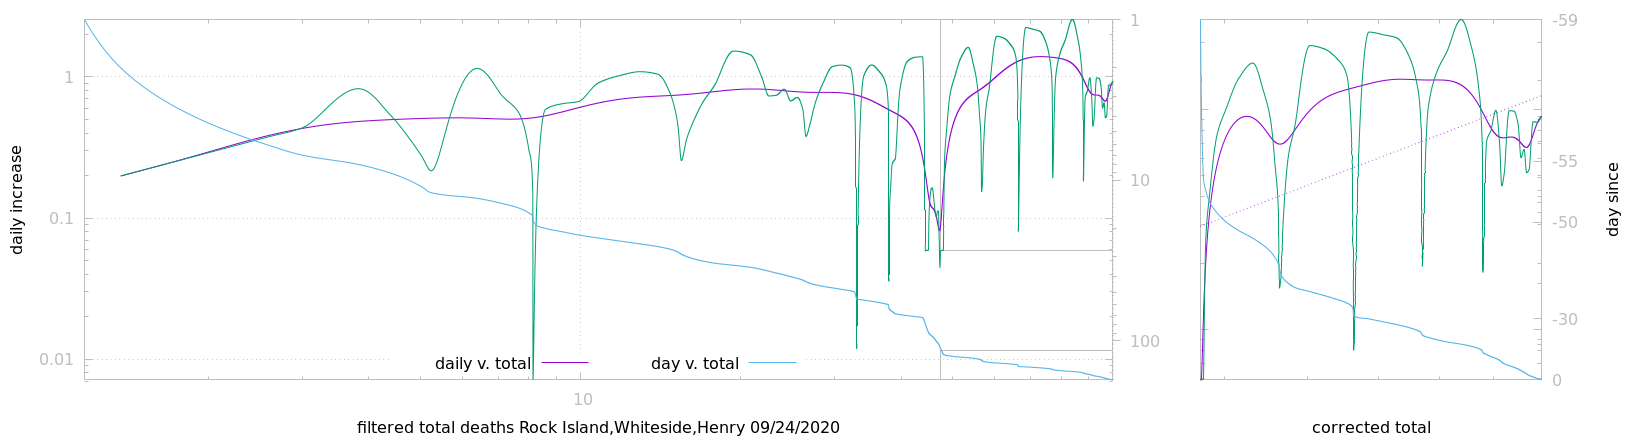 1
-59
1
daily increase
-55
10
day since
0.1
-50
-30
100
0.01
daily v. total
day v. total
0
10
filtered total deaths Rock Island,Whiteside,Henry 09/24/2020
corrected total